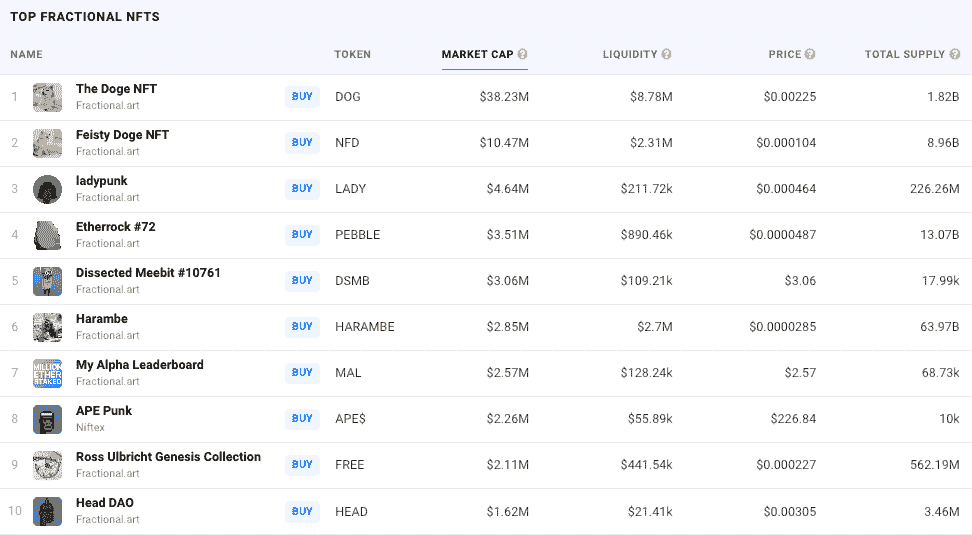 TOP FRACTIONAL NFTS
NAME TOKEN MARKET CAP ? LIQUIDITY ? PRICE ? TOTAL SUPPLY ?
1 The Doge NFT BUY DOG $38.23M $8.78M $0.00225 1.82B
Fractional.art
2 Feisty Doge NFT BUY NFD $10.47M $2.31M $0.000104 8.96B
Fractional.art
3 ladypunk BUY LADY $4.64M $211.72k $0.000464 226.26M
Fractional.art
4 Etherrock #72 BUY PEBBLE $3.51M $890.46k $0.0000487 13.07B
Fractional.art
5 Dissected Meebit #10761 BUY DSMB $3.06M $109.21k $3.06 17.99k
Fractional.art
6 Harambe BUY HARAMBE $2.85M $2.7M $0.0000285 63.97B
Fractional.art
7 MILLION ETHER STAKED My Alpha Leaderboard BUY MAL $2.57M $128.24k $2.57 68.73k
Fractional.art
8 APE Punk BUY APE$ $2.26M $55.89k $226.84 10k
Niftex
9 Ross Ulbricht Genesis Collection BUY FREE $2.11M $441.54k $0.000227 562.19M
Fractional.art
10 Head DAO BUY HEAD $1.62M $21.41k $0.00305 3.46M
Fractional.art